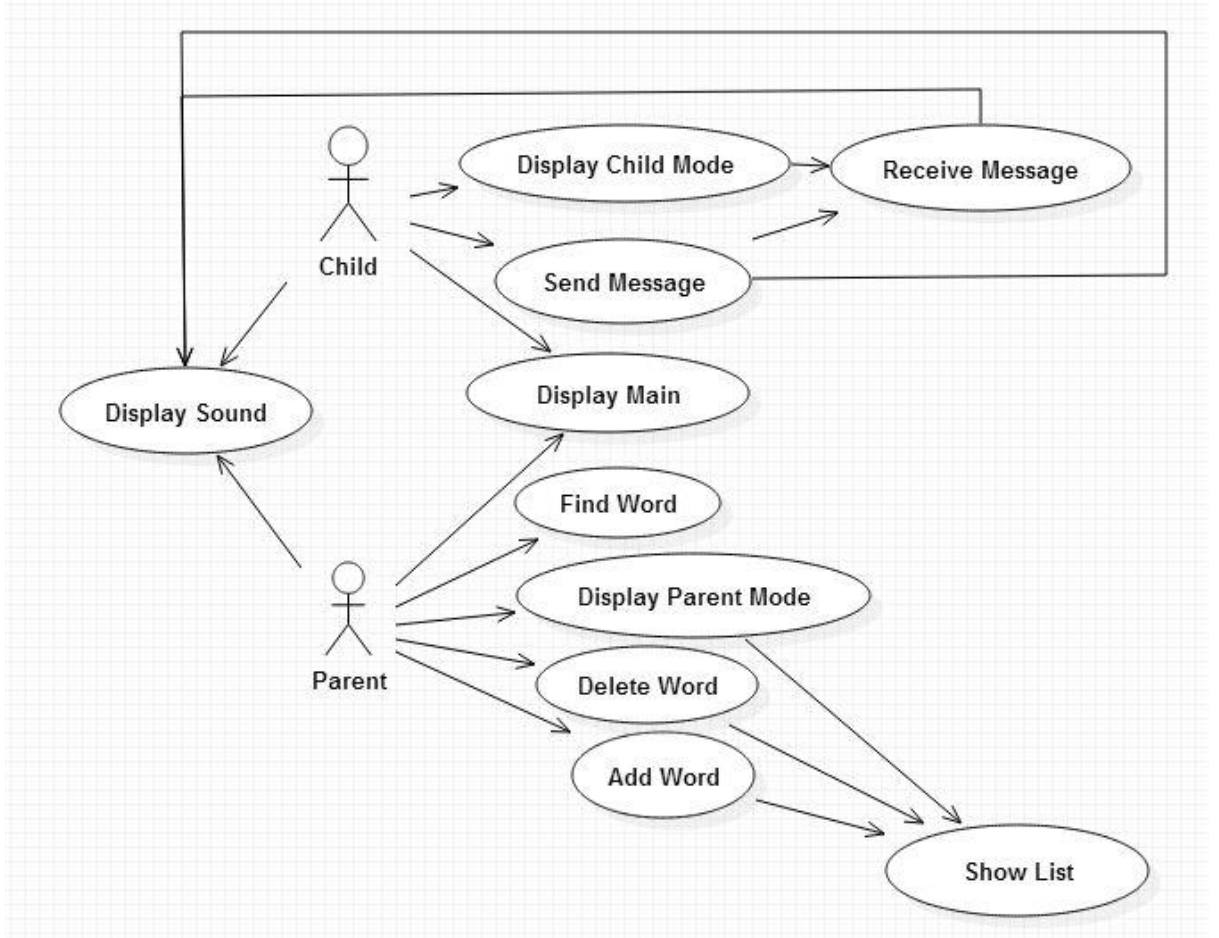 Display Child Mode
Receive Message
Child
Send Message
Display Main
Display Sound
Find Word
Display Parent Mode
Parent
Delete Word
Add Word
Show List